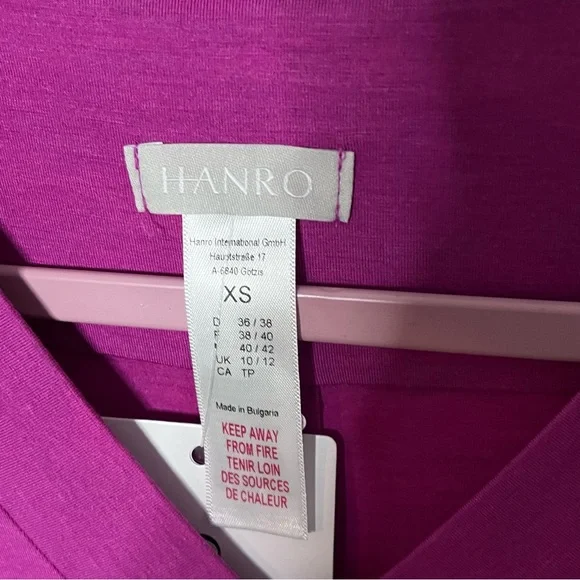 HANRO
Hanro International GmbH
Hauptstraße 17
A-6840 Götzis
XS
D 36 / 38
F 38 / 40
I 40 / 42
UK 10 / 12
CA TP
Made in Bulgaria
KEEP AWAY
FROM FIRE
TENIR LOIN
DES SOURCES
DE CHALEUR